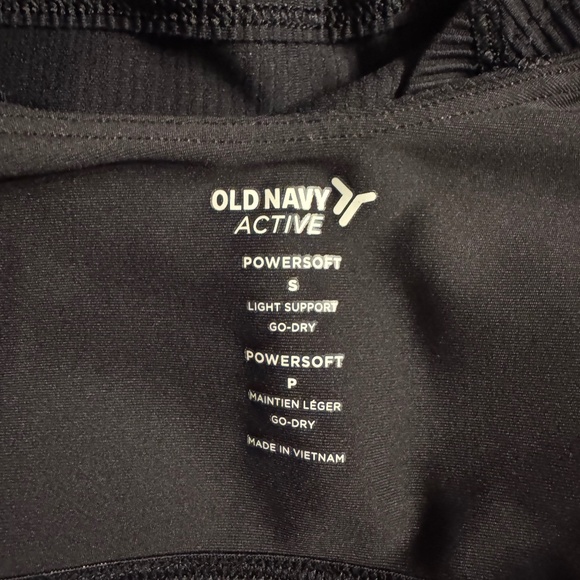 OLD NAVY
ACTIVE
POWERSOFT
S
LIGHT SUPPORT
GO-DRY
POWERSOFT
P
MAINTIEN LÉGER
GO-DRY
MADE IN VIETNAM